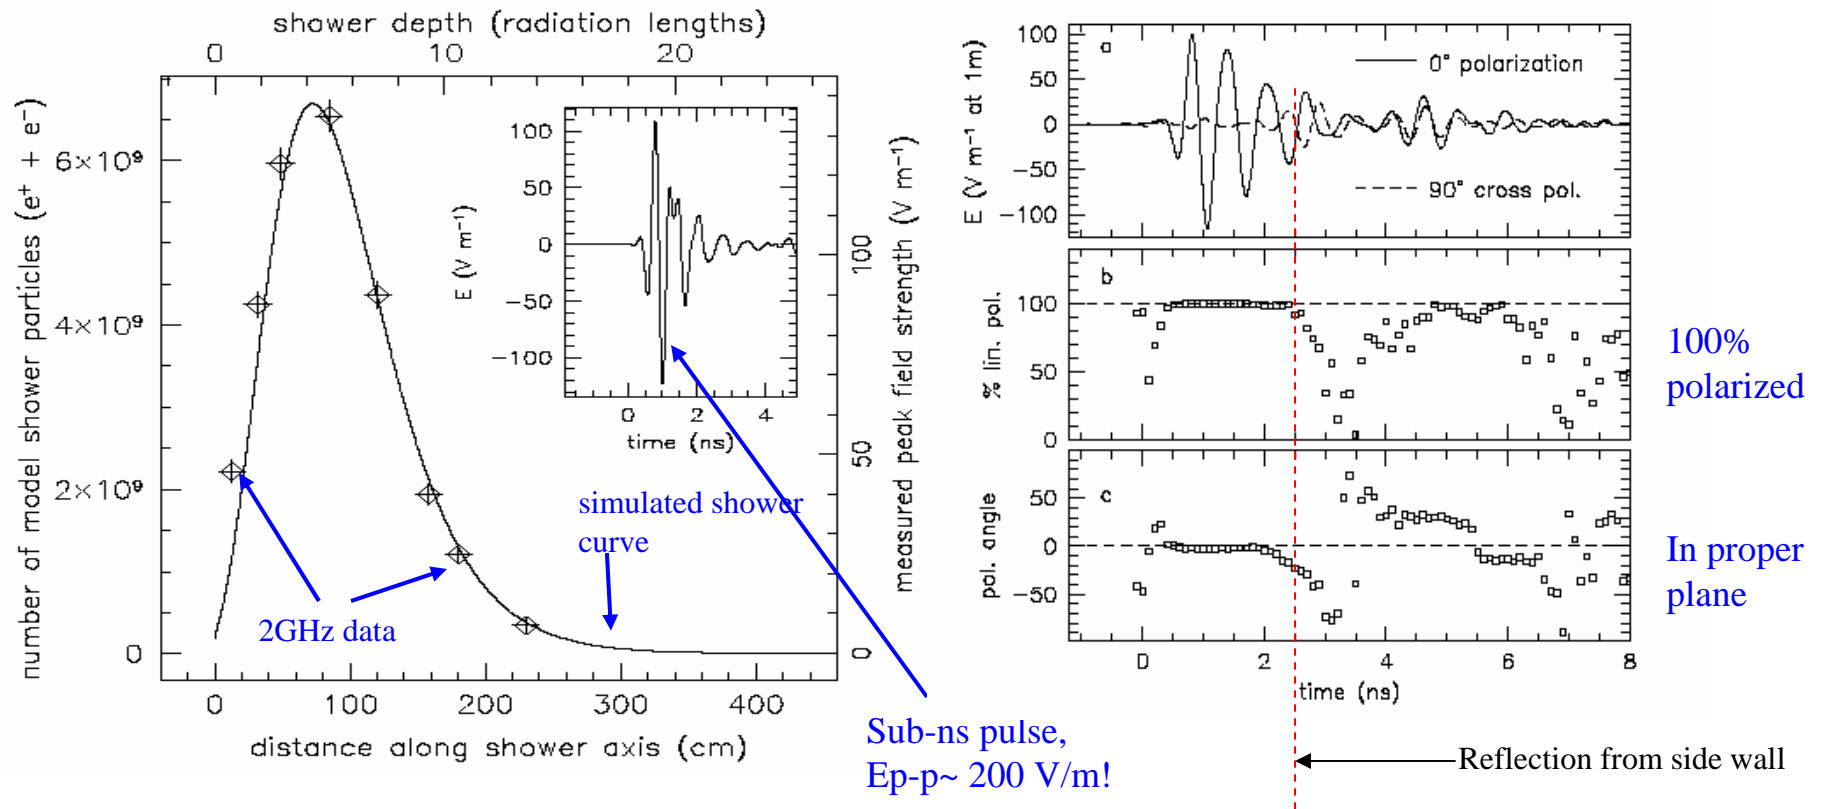 shower depth (radiation lengths)
0 10 20
number of model shower particles (e⁺ + e⁻)
6×10⁹
4×10⁹
2×10⁹
0
0 100 200 300 400
distance along shower axis (cm)
measured peak field strength (V m⁻¹)
100
50
0
E (V m⁻¹)
100
50
0
−50
−100
0 2 4
time (ns)
simulated shower
curve
2GHz data
Sub-ns pulse,
Ep-p~ 200 V/m!
E (V m⁻¹ at 1m)
100
50
0
−50
−100
a
0° polarization
90° cross pol.
% lin. pol.
100
50
0
b
pol. angle
50
0
−50
c
0 2 4 6 8
time (ns)
100%
polarized
In proper
plane
Reflection from side wall